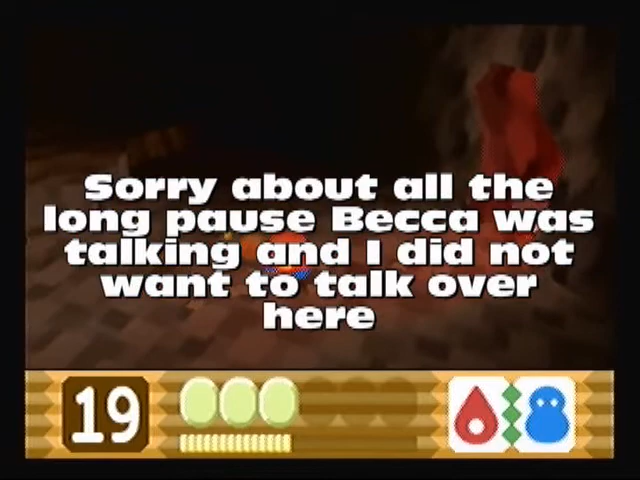 Sorry about all the
long pause Becca was
talking and I did not
want to talk over
here
19